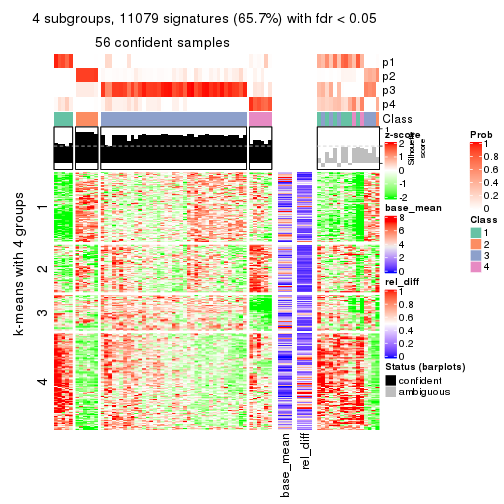 4 subgroups, 11079 signatures (65.7%) with fdr < 0.05
56 confident samples
p1
p2
p3
p4
Class
1
Silhouette
score
k-means with 4 groups
1
2
3
4
base_mean
rel_diff
z-score
2
1
0
-1
-2
base_mean
8
6
4
2
0
rel_diff
1
0.8
0.6
0.4
0.2
0
Status (barplots)
confident
ambiguous
Prob
1
0.8
0.6
0.4
0.2
0
Class
1
2
3
4